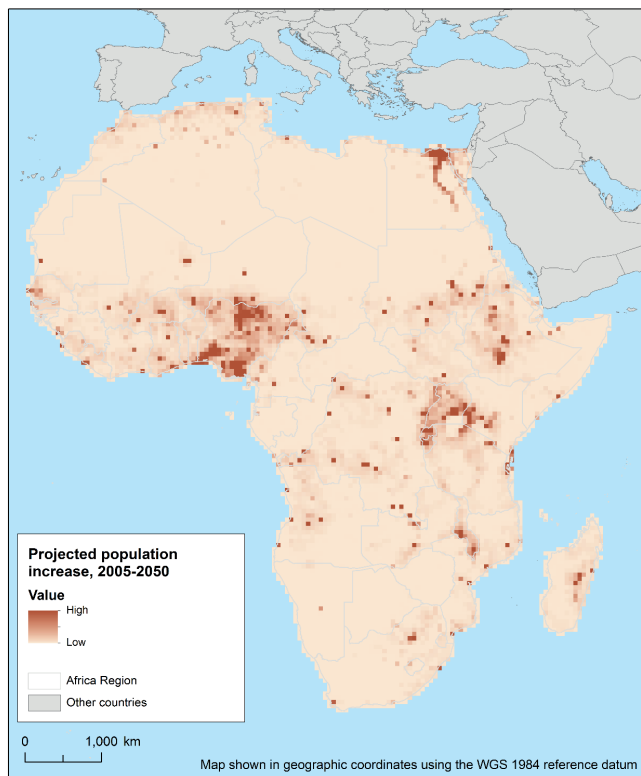 Projected population
increase, 2005-2050
Value
High
Low
Africa Region
Other countries
0 1,000 km
Map shown in geographic coordinates using the WGS 1984 reference datum